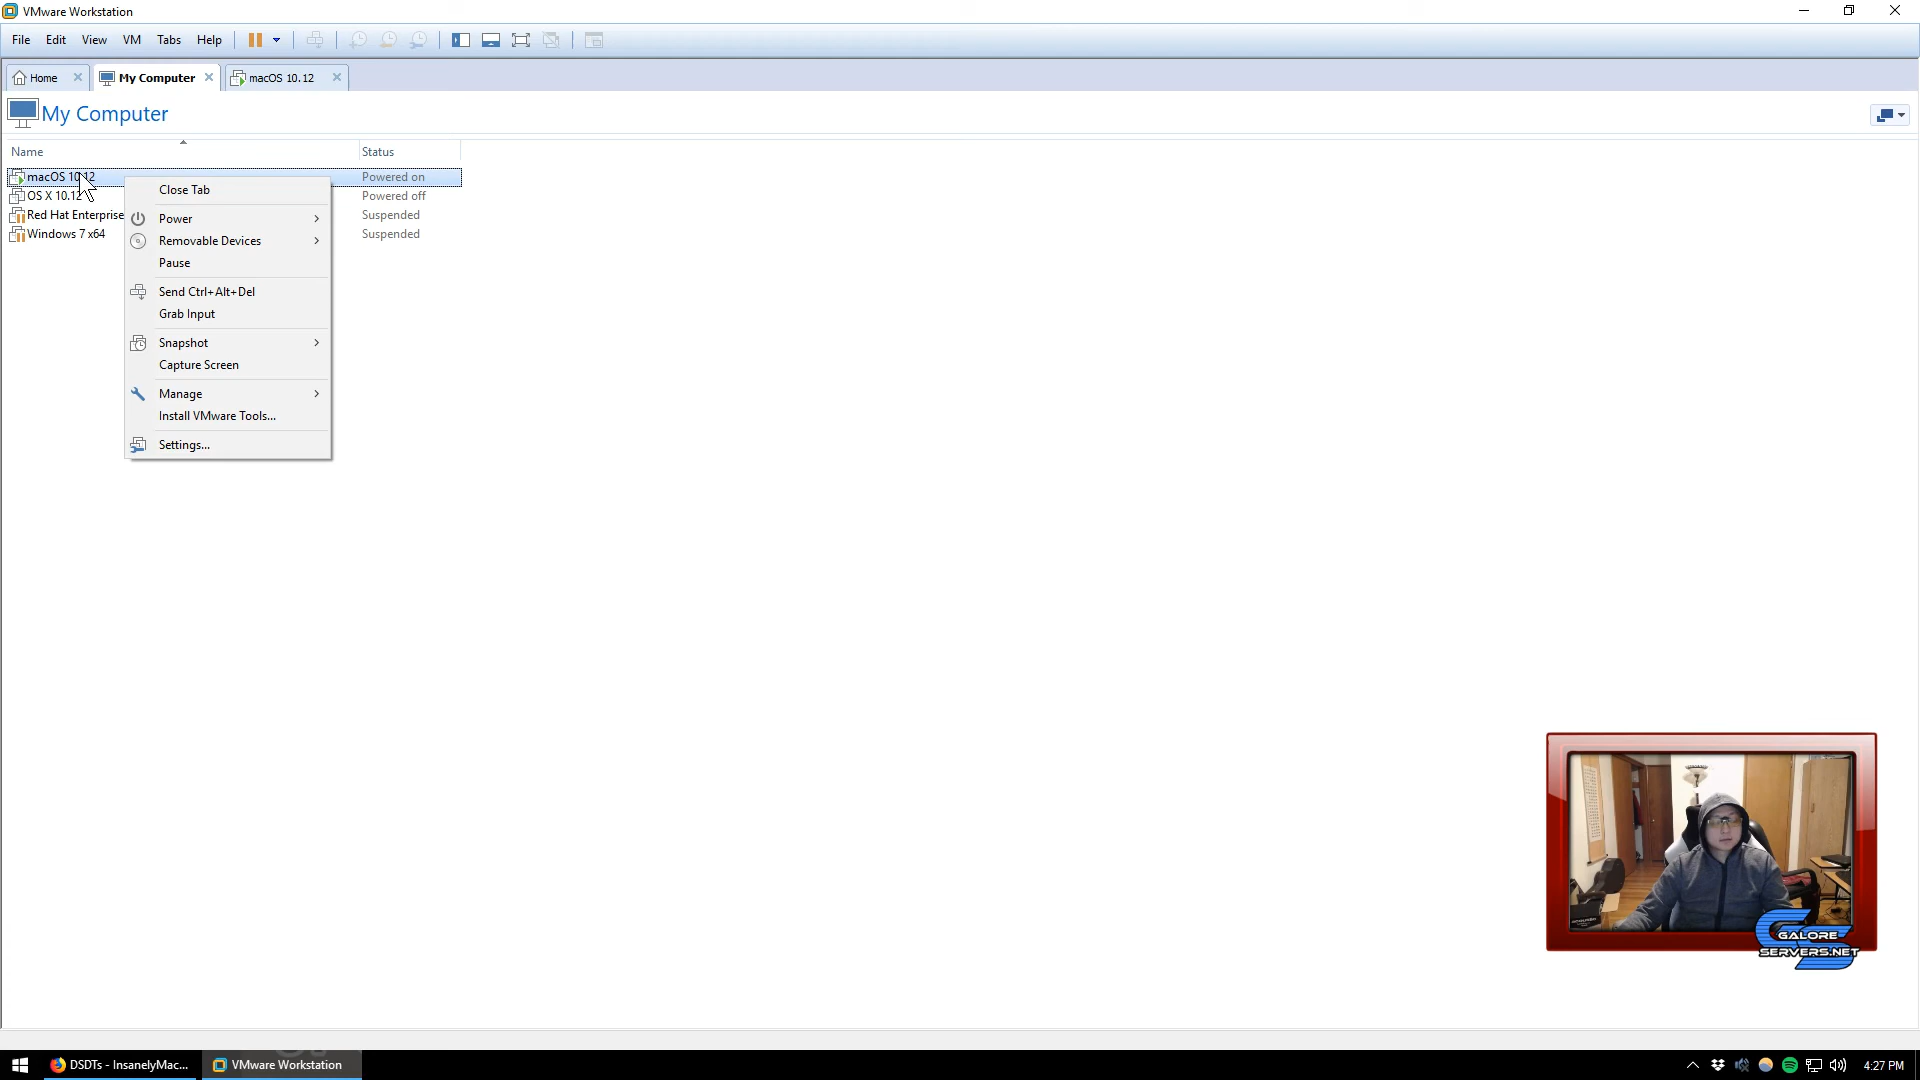 VMware Workstation
File Edit View VM Tabs Help
Home My Computer macOS 10.12
My Computer
Name Status
macOS 10.12 Powered on
OS X 10.12 Powered off
Red Hat Enterprise Suspended
Windows 7 x64 Suspended
Close Tab
Power
Removable Devices
Pause
Send Ctrl+Alt+Del
Grab Input
Snapshot
Capture Screen
Manage
Install VMware Tools...
Settings...
GALORE
SERVERS.NET
DSDTs - InsanelyMac... VMware Workstation 4:27 PM